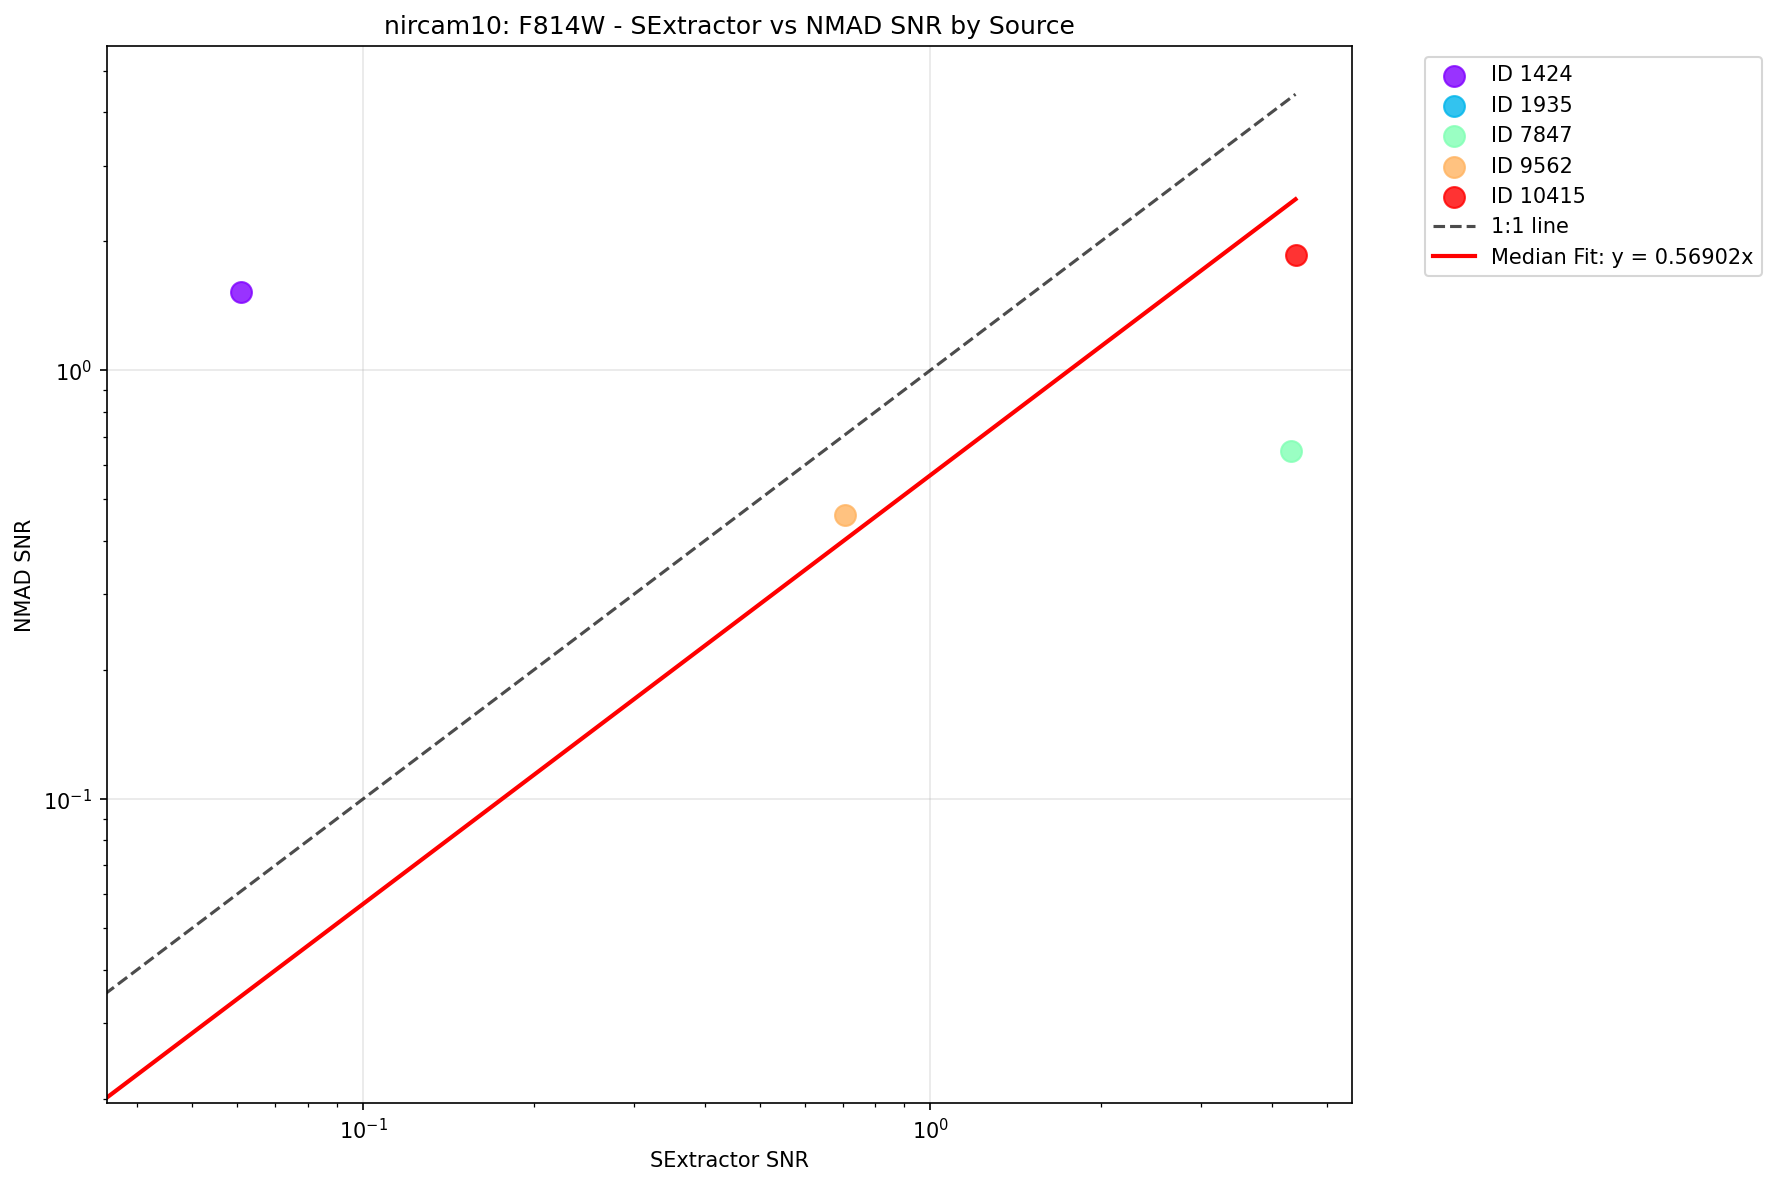 nircam10: F814W - SExtractor vs NMAD SNR by Source
ID 1424
ID 1935
ID 7847
ID 9562
ID 10415
1:1 line
Median Fit: y = 0.56902x
NMAD SNR
10⁰
10⁻¹
10⁻¹
10⁰
SExtractor SNR